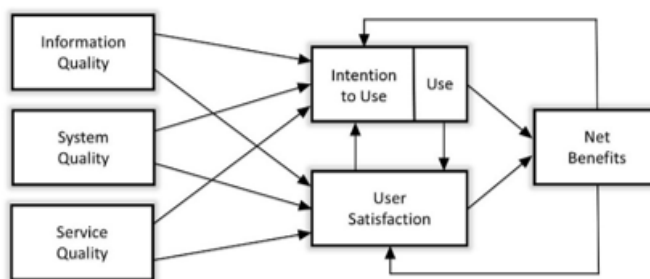 Information
Quality
System
Quality
Service
Quality
Intention
to Use
Use
User
Satisfaction
Net
Benefits